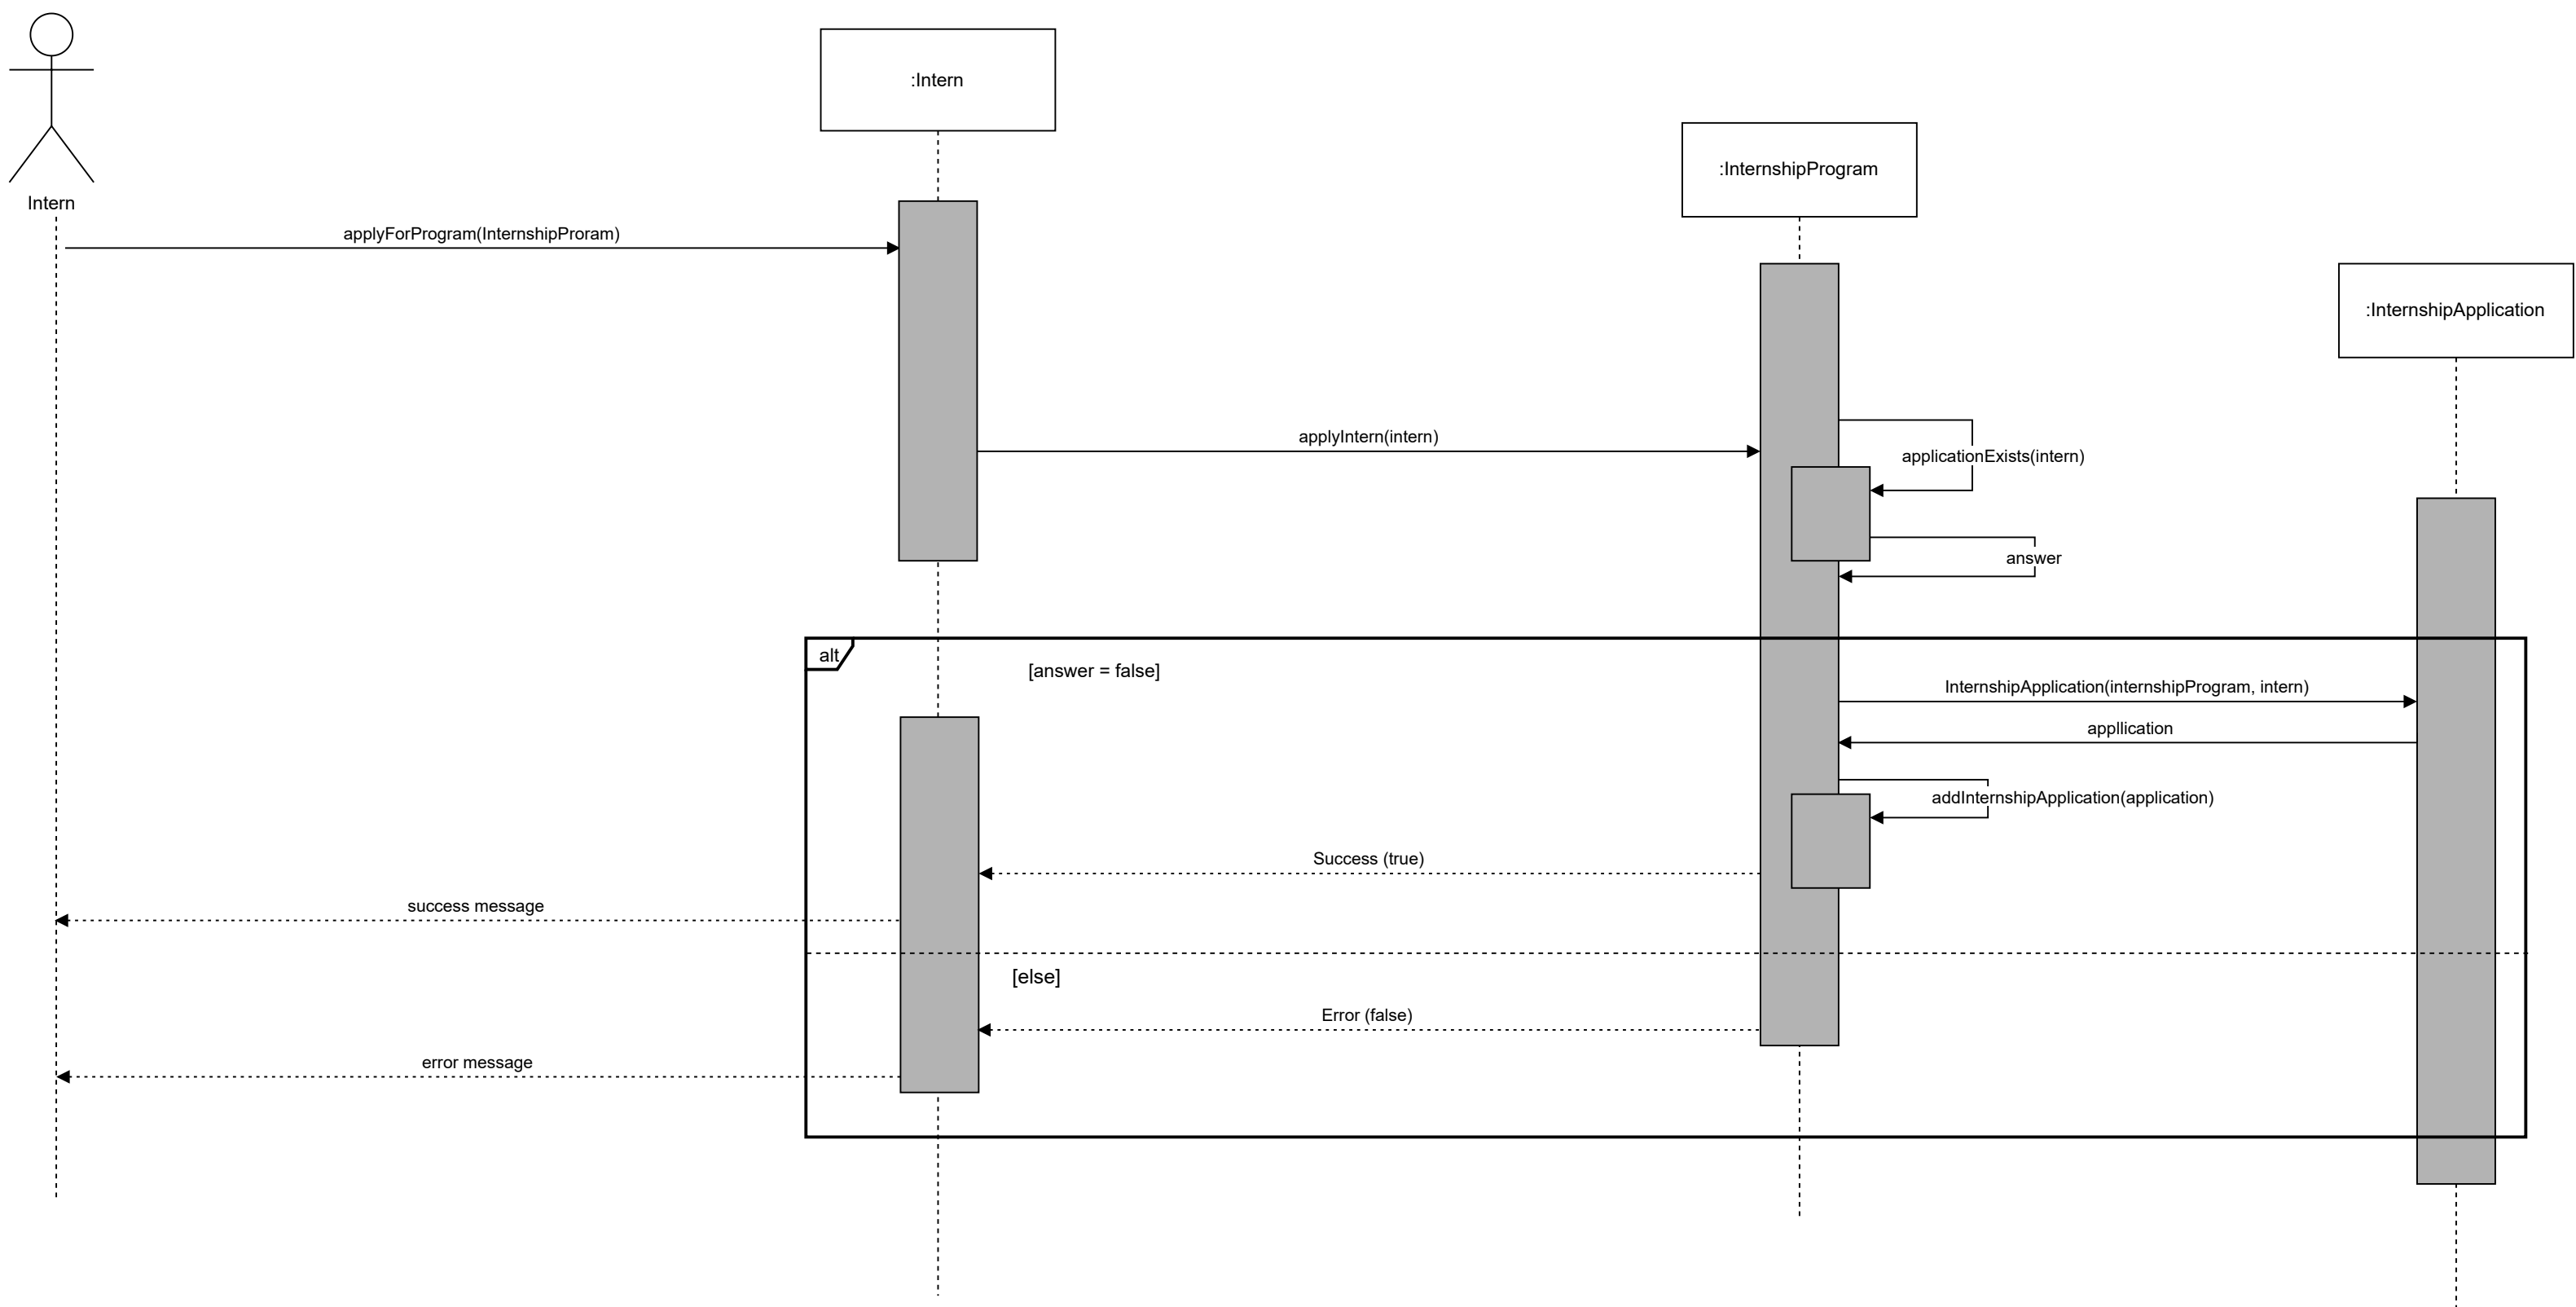 :Intern
:InternshipProgram
Intern
applyForProgram(InternshipProram)
:InternshipApplication
applyIntern(intern)
applicationExists(intern)
answer
alt
[answer = false]
InternshipApplication(internshipProgram, intern)
appllication
addInternshipApplication(application)
Success (true)
success message
[else]
Error (false)
error message